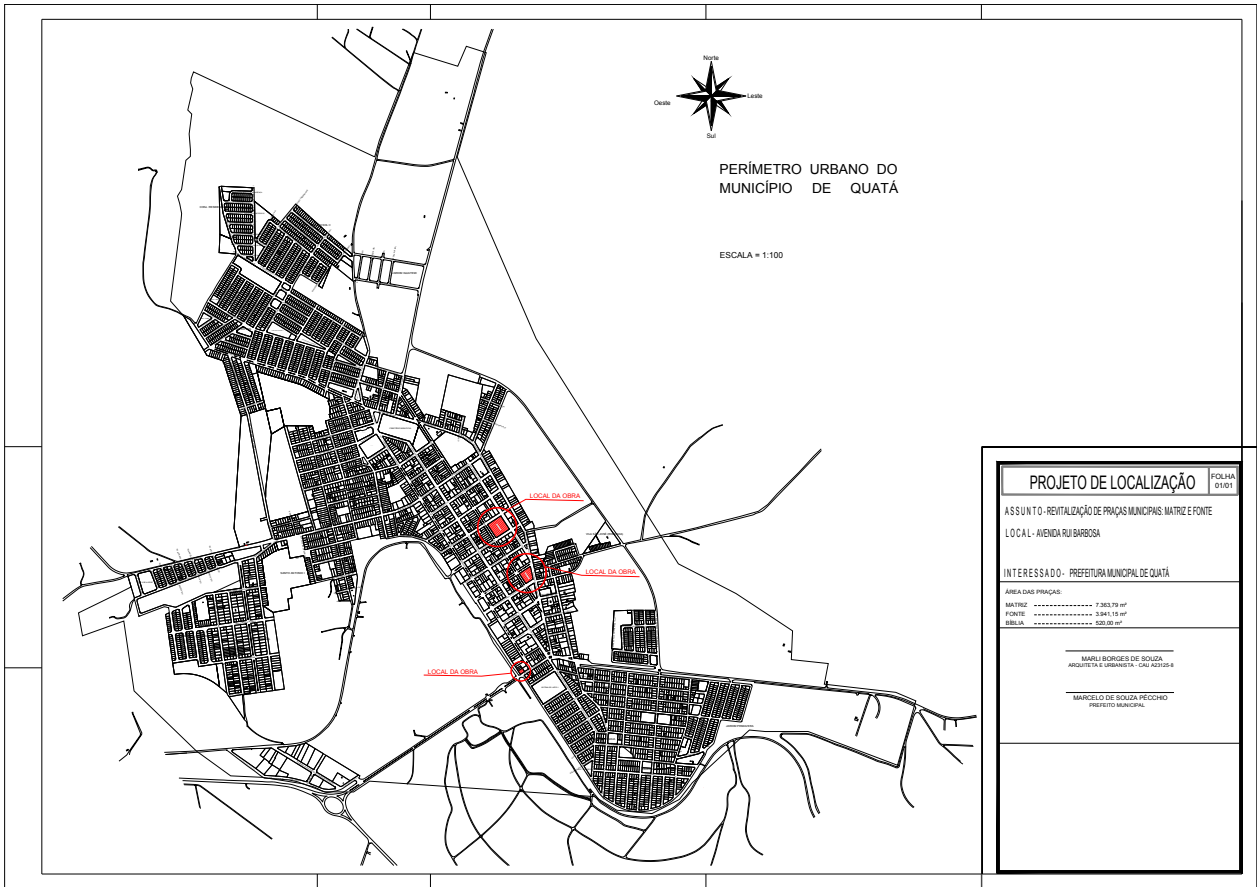 Norte
Oeste
Leste
Sul
PERÍMETRO URBANO DO
MUNICÍPIO DE QUATÁ
ESCALA = 1:100
LOCAL DA OBRA
LOCAL DA OBRA
LOCAL DA OBRA
PROJETO DE LOCALIZAÇÃO
FOLHA
01/01
ASSUNTO - REVITALIZAÇÃO DE PRAÇAS MUNICIPAIS: MATRIZ E FONTE
LOCAL - AVENIDA RUI BARBOSA
INTERESSADO - PREFEITURA MUNICIPAL DE QUATÁ
ÁREA DAS PRAÇAS:
MATRIZ ------------- 7.363,79 m²
FONTE ------------- 3.941,15 m²
BÍBLIA ------------- 520,00 m²
MARLI BORGES DE SOUZA
ARQUITETA E URBANISTA - CAU A23125-8
MARCELO DE SOUZA PÉCCHIO
PREFEITO MUNICIPAL